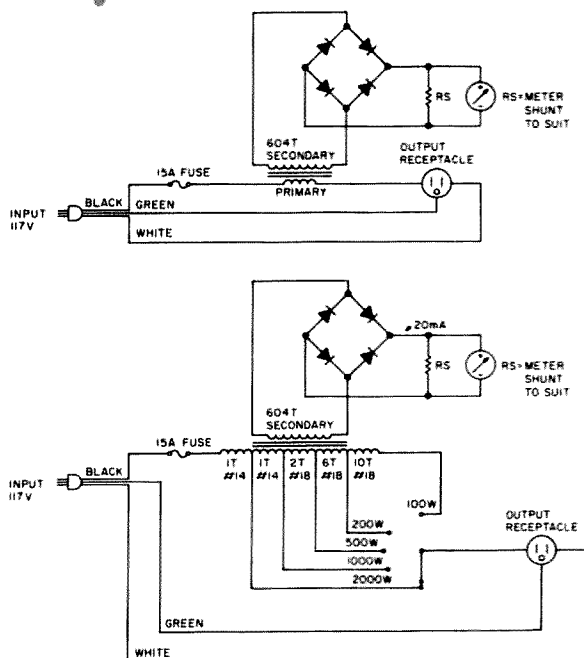 604T
SECONDARY
RS
RS=METER
SHUNT
TO SUIT
OUTPUT
RECEPTACLE
15A FUSE
PRIMARY
BLACK
INPUT
117V
GREEN
WHITE
20mA
RS
RS=METER
SHUNT
TO SUIT
604T
SECONDARY
15A FUSE
1T 1T 2T 6T 10T
#14 #14 #18 #18 #18
BLACK
INPUT
117V
100W
200W
500W
1000W
2000W
OUTPUT
RECEPTACLE
GREEN
WHITE